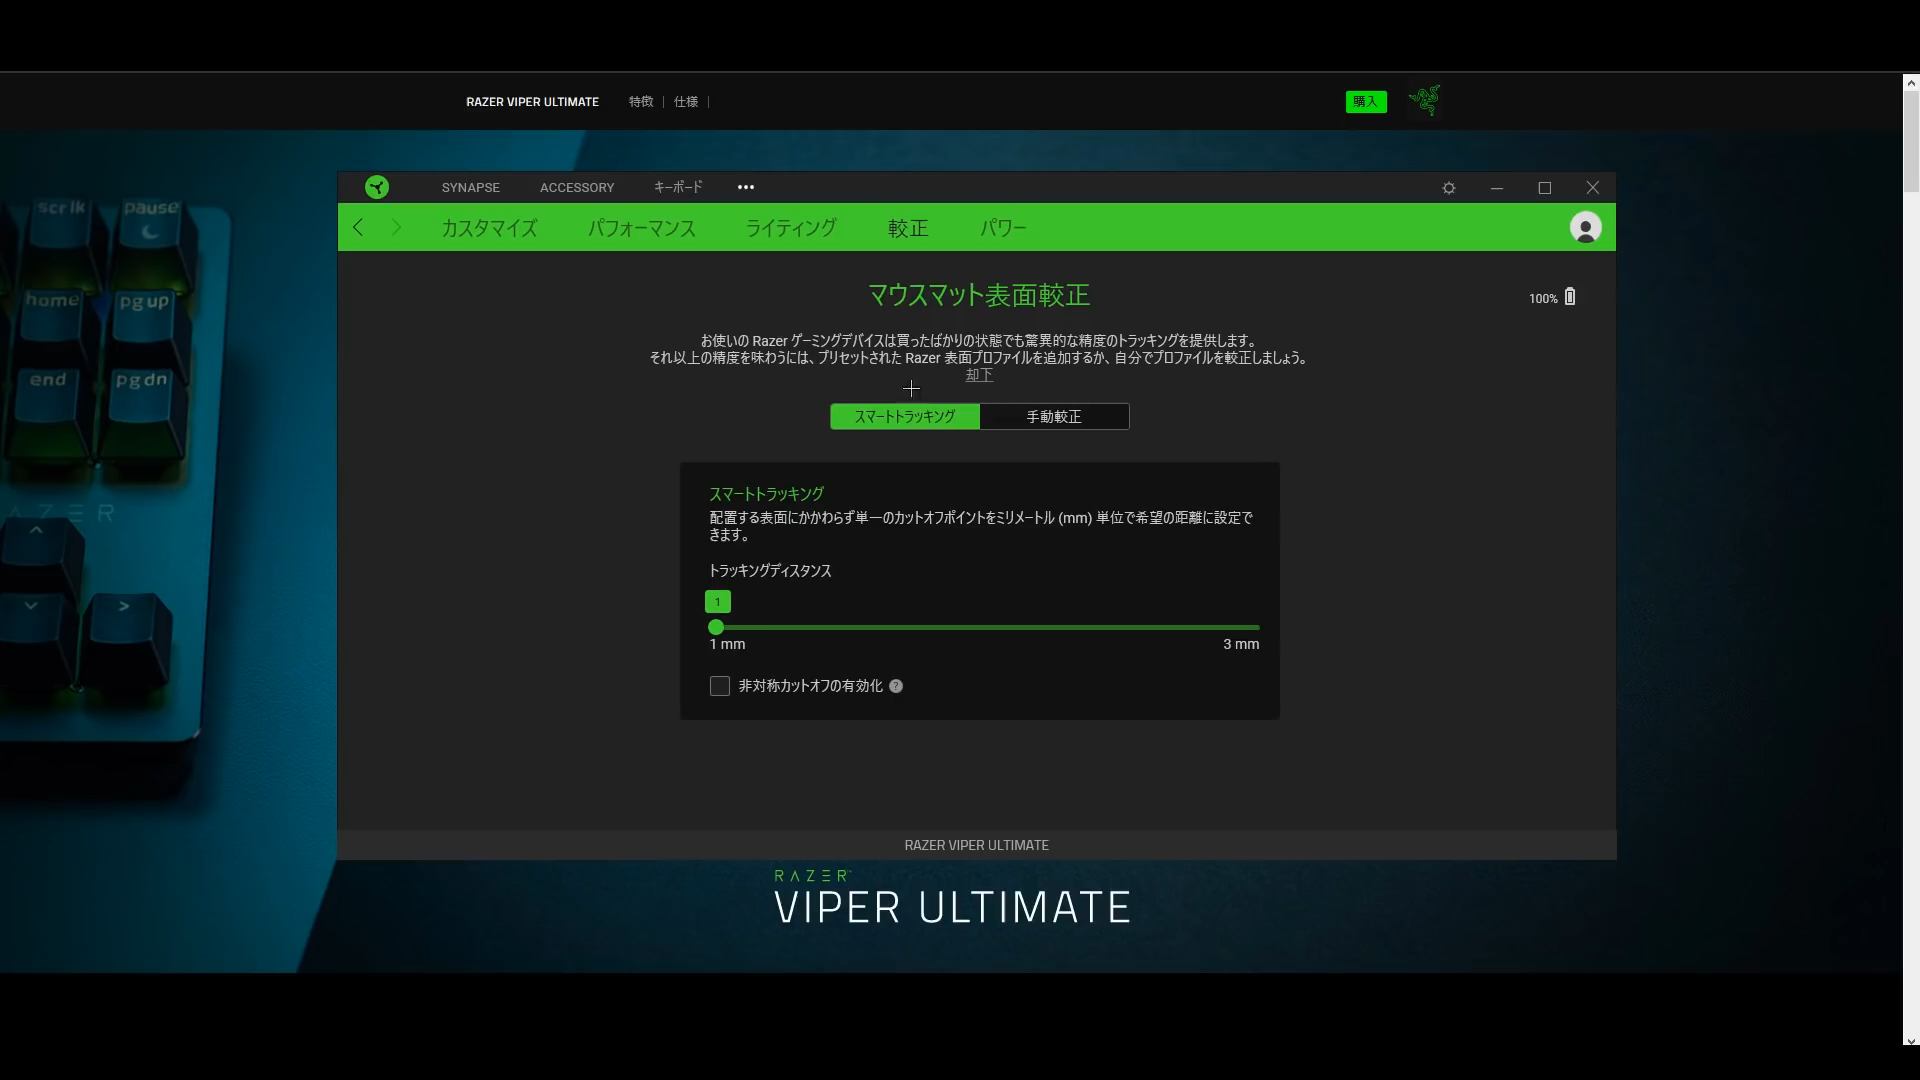 RAZER VIPER ULTIMATE 特徴 | 仕様 |
購入
SYNAPSE ACCESSORY キーボード •••
カスタマイズ パフォーマンス ライティング 較正 パワー
マウスマット表面較正
100%
お使いの Razer ゲーミングデバイスは買ったばかりの状態でも驚異的な精度のトラッキングを提供します。
それ以上の精度を味わうには、プリセットされた Razer 表面プロファイルを追加するか、自分でプロファイルを較正しましょう。
却下
スマートトラッキング 手動較正
スマートトラッキング
配置する表面にかかわらず単一のカットオフポイントをミリメートル (mm) 単位で希望の距離に設定で
きます。
トラッキングディスタンス
1
1 mm 3 mm
非対称カットオフの有効化 ?
RAZER VIPER ULTIMATE
RAZER™
VIPER ULTIMATE
scr lk pause
home pg up
end pg dn
RAZER